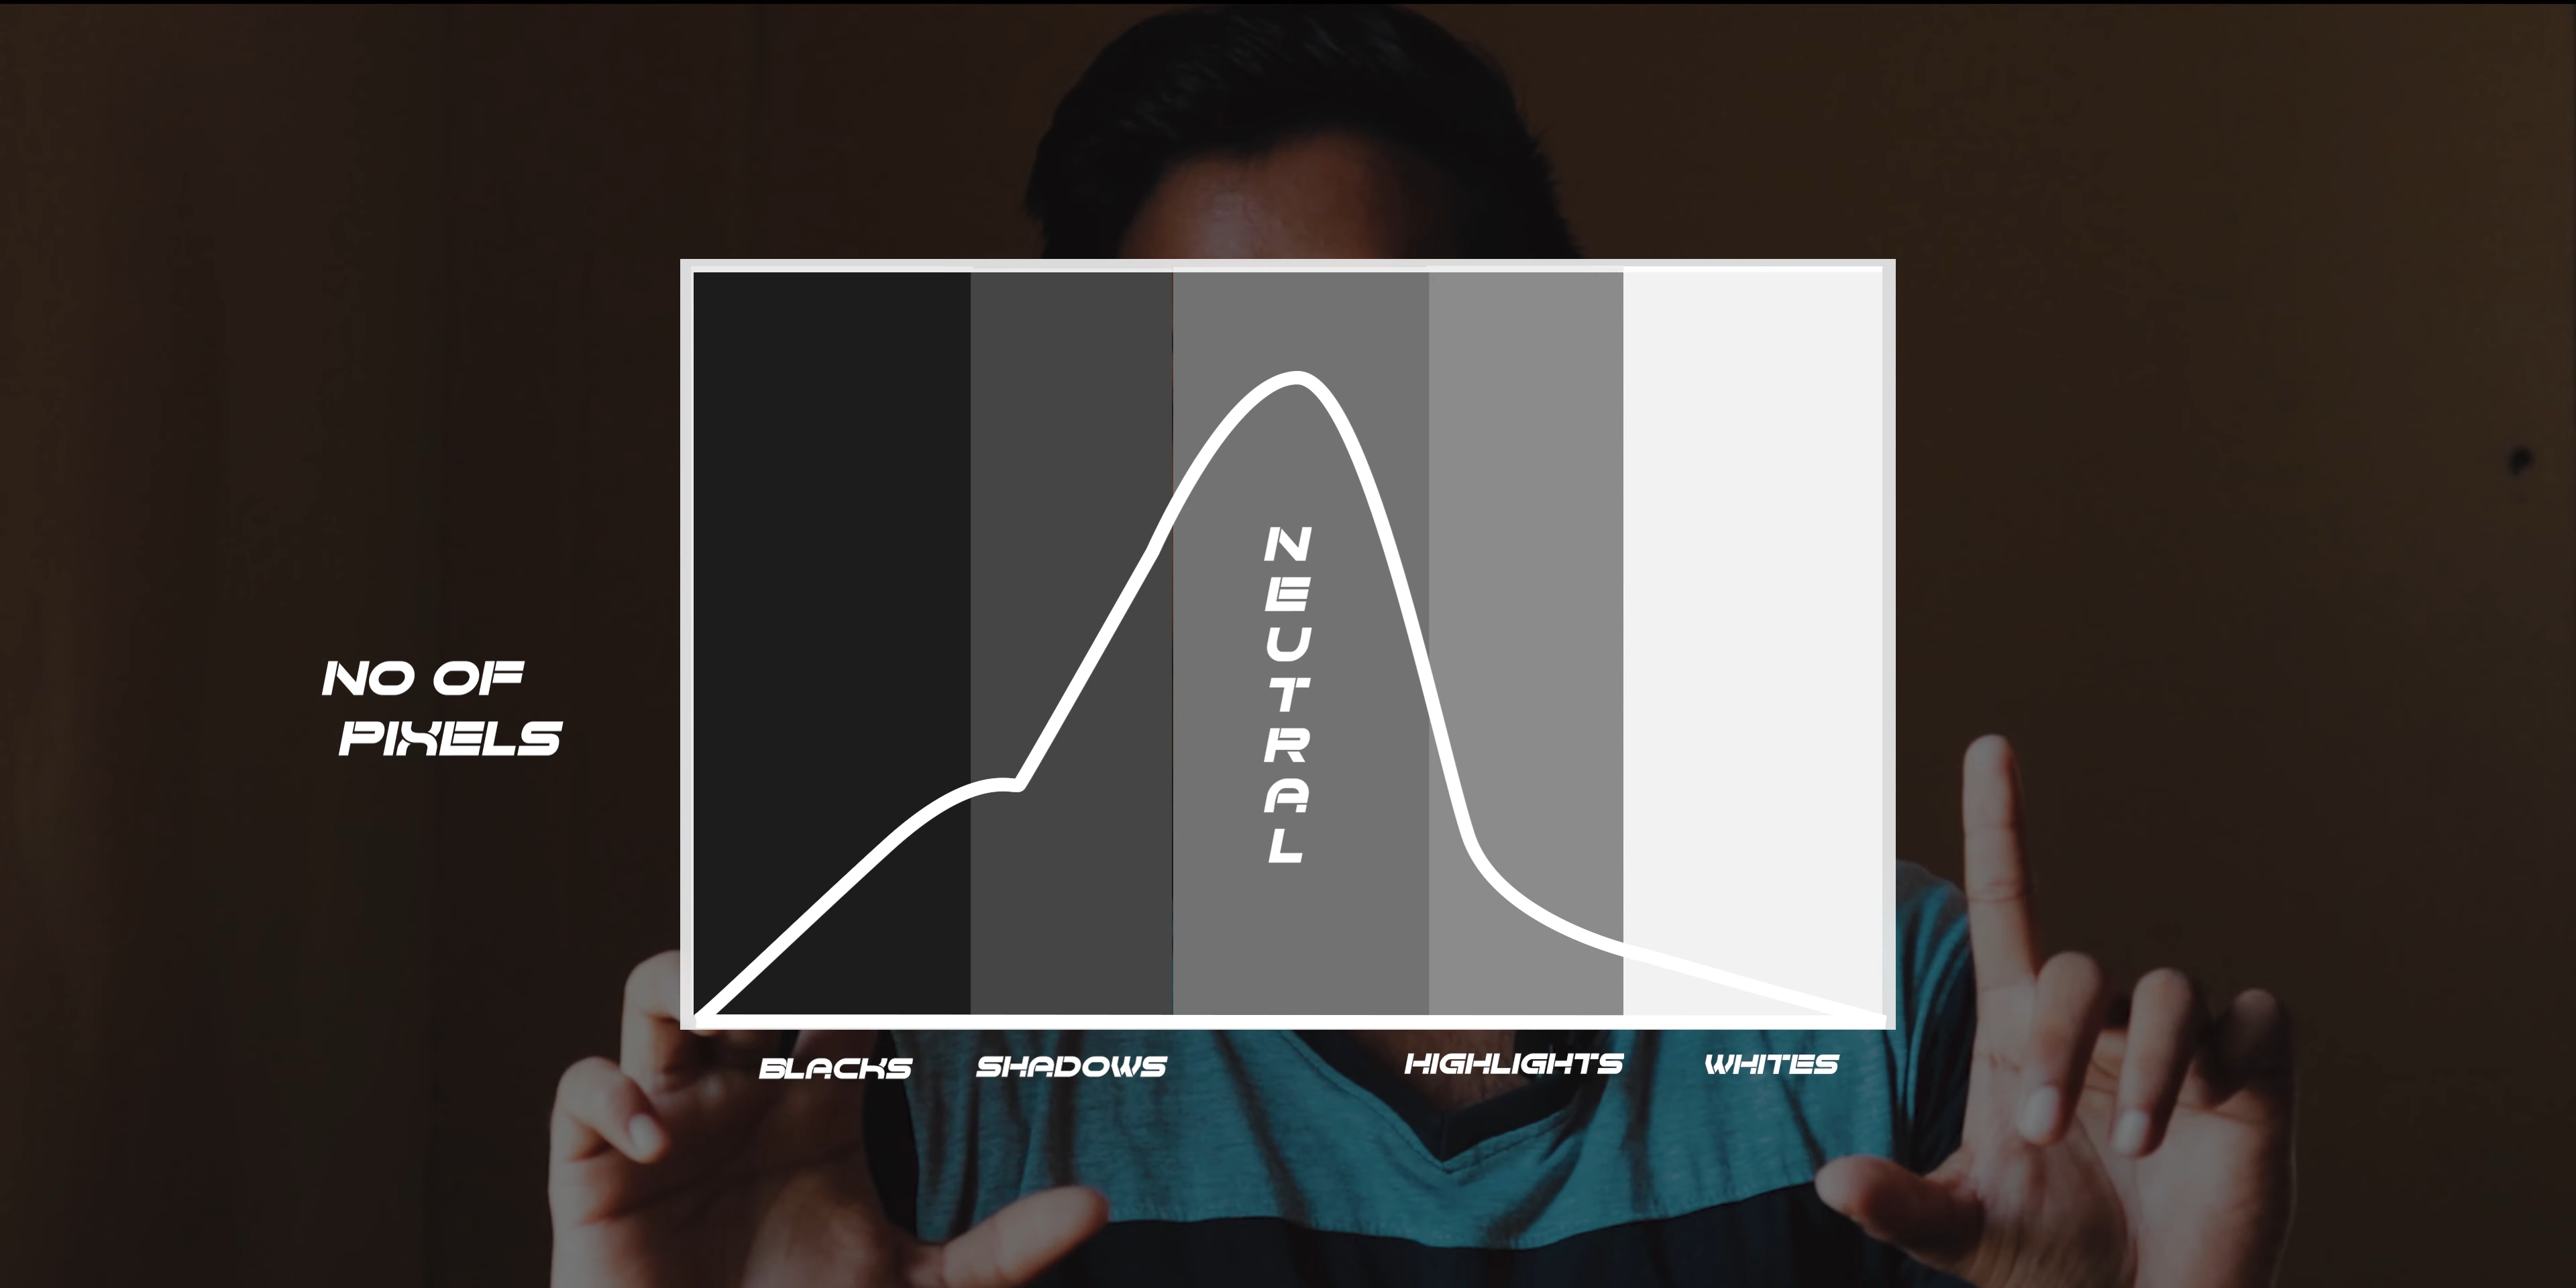 NEUTRAL
NO OF
PIXELS
BLACKS
SHADOWS
HIGHLIGHTS
WHITES